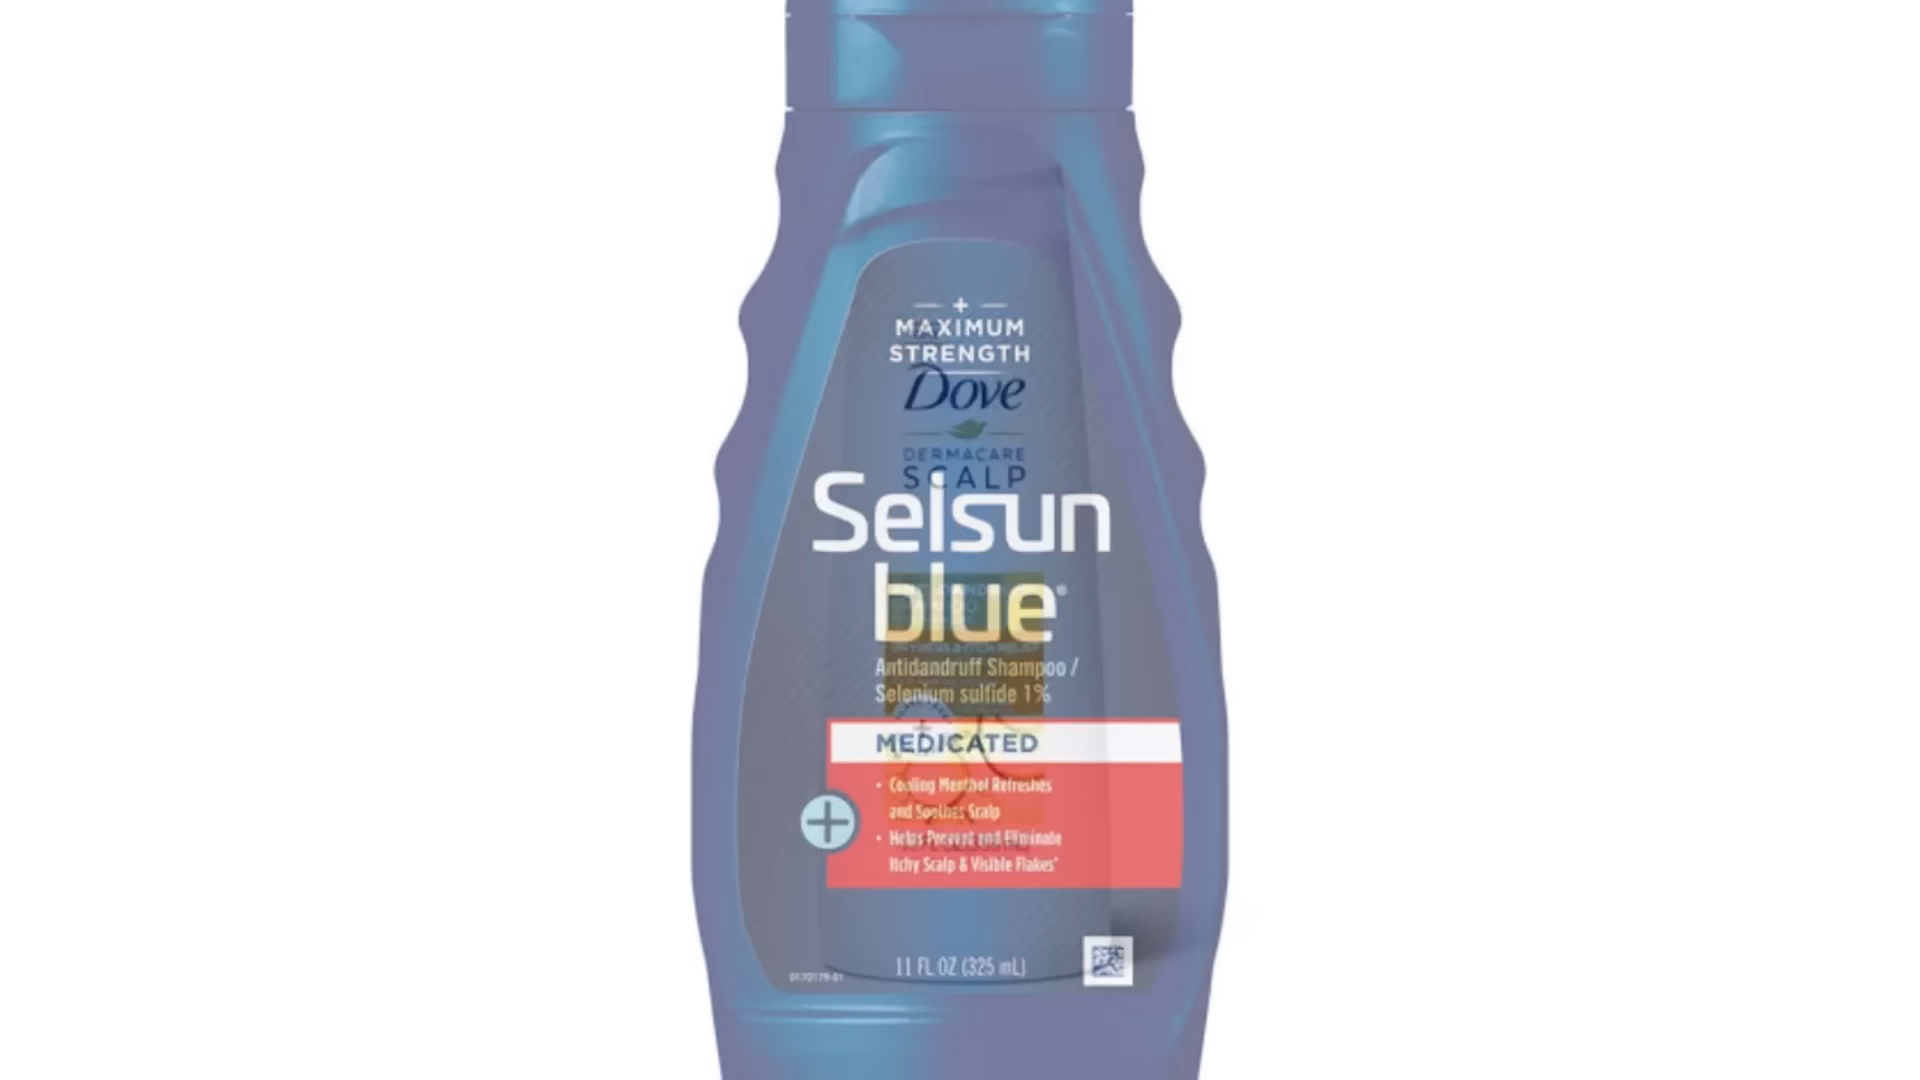 MAXIMUM
STRENGTH
Dove
DERMACARE
SCALP
Selsun
blue®
Antidandruff Shampoo /
Selenium sulfide 1%
MEDICATED
• Cooling Menthol Refreshes
and Soothes Scalp
• Helps Prevent and Eliminate
Itchy Scalp & Visible Flakes*
11 FL OZ (325 mL)